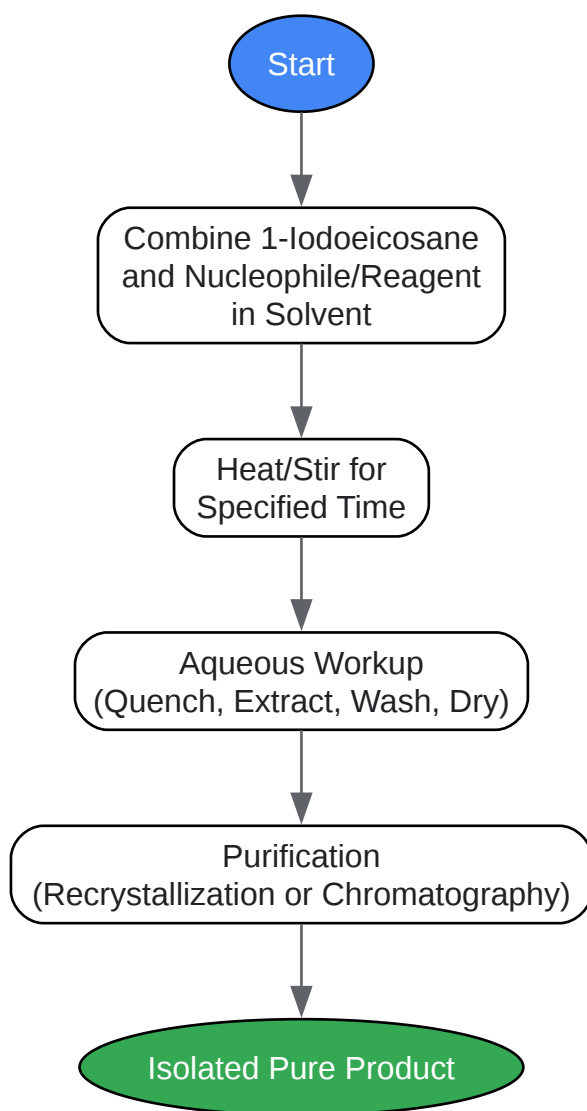 Start
Combine 1-Iodoeicosane
and Nucleophile/Reagent
in Solvent
Heat/Stir for
Specified Time
Aqueous Workup
(Quench, Extract, Wash, Dry)
Purification
(Recrystallization or Chromatography)
Isolated Pure Product